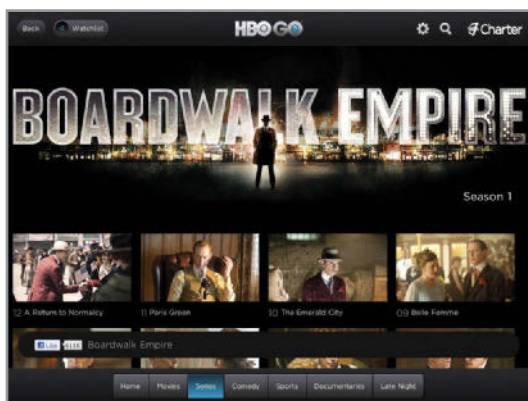 Back Watchlist HBO GO Charter
BOARDWALK EMPIRE
Season 1
12 A Return to Normalcy 11 Paris Green 10 The Emerald City 09 Belle Femme
Like 411K Boardwalk Empire
Home Movies Series Comedy Sports Documentaries Late Night